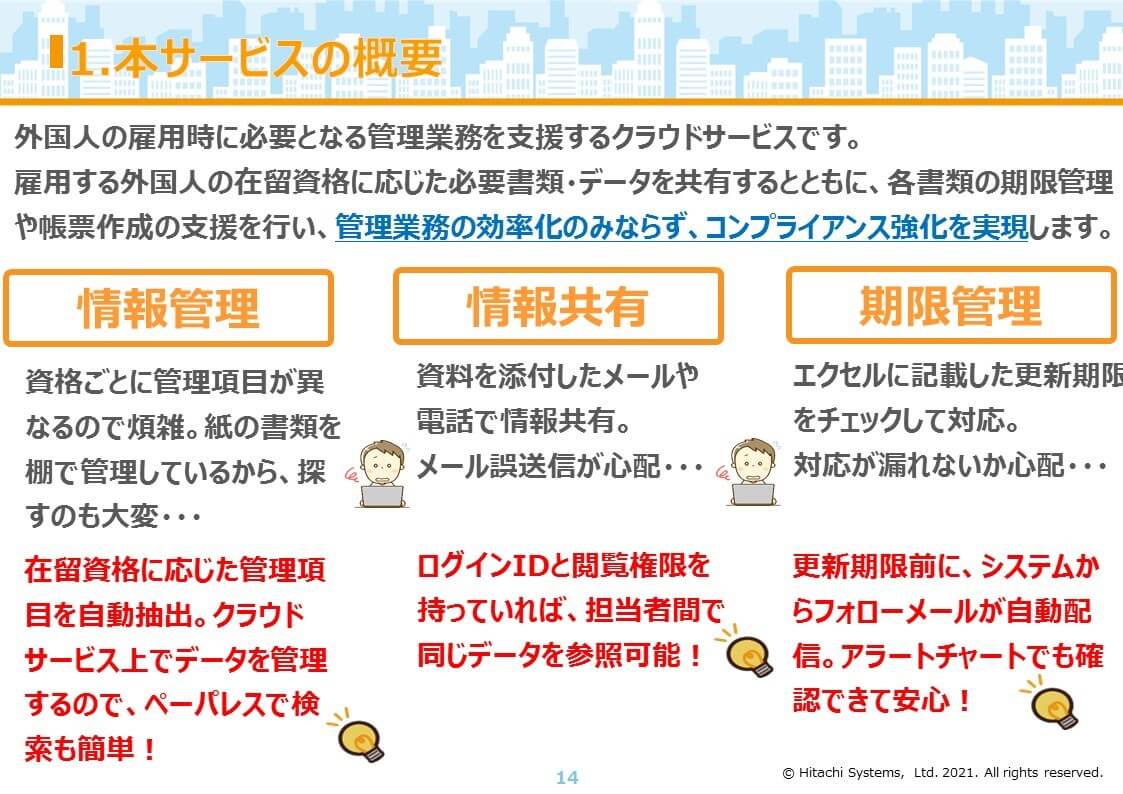 1.本サービスの概要
外国人の雇用時に必要となる管理業務を支援するクラウドサービスです。
雇用する外国人の在留資格に応じた必要書類・データを共有するとともに、各書類の期限管理
や帳票作成の支援を行い、管理業務の効率化のみならず、コンプライアンス強化を実現します。
情報管理
資格ごとに管理項目が異
なるので煩雑。紙の書類を
棚で管理しているから、探
すのも大変・・・
在留資格に応じた管理項
目を自動抽出。クラウド
サービス上でデータを管理
するので、ペーパレスで検
索も簡単！
情報共有
資料を添付したメールや
電話で情報共有。
メール誤送信が心配・・・
ログインIDと閲覧権限を
持っていれば、担当者間で
同じデータを参照可能！
期限管理
エクセルに記載した更新期限
をチェックして対応。
対応が漏れないか心配・・・
更新期限前に、システムか
らフォローメールが自動配
信。アラートチャートでも確
認できて安心！
14
© Hitachi Systems, Ltd. 2021. All rights reserved.